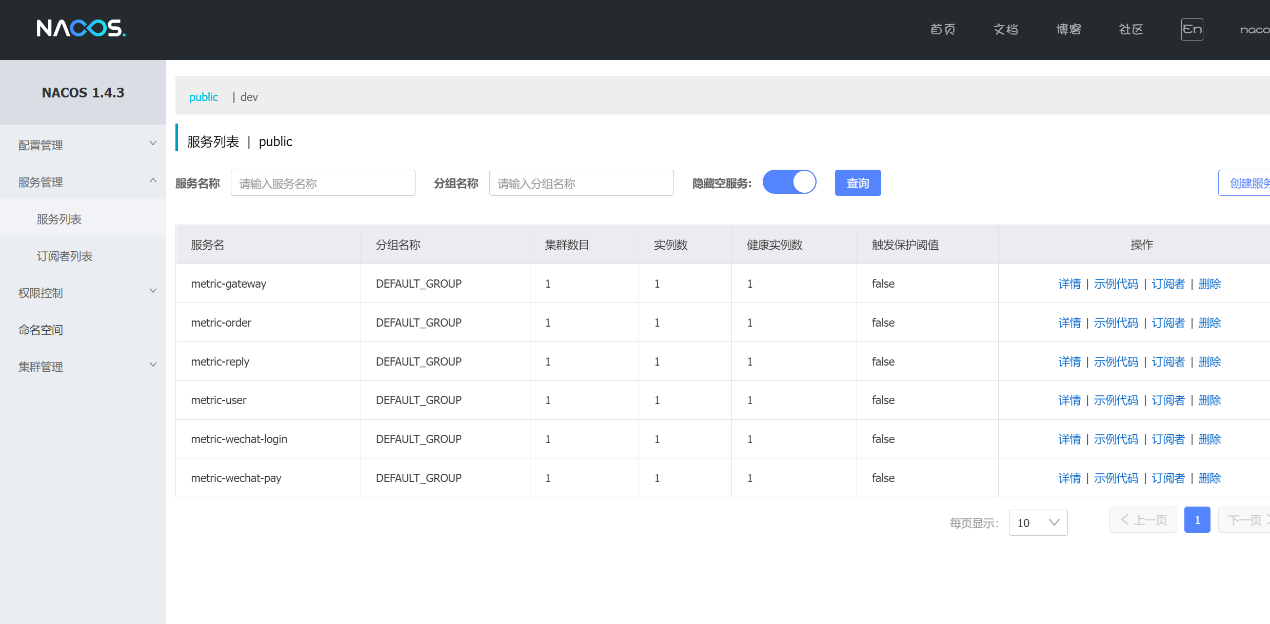 NACOS.
首页 文档 博客 社区 En naco
NACOS 1.4.3
配置管理
服务管理
服务列表
订阅者列表
权限控制
命名空间
集群管理
public | dev
服务列表 | public
服务名称 请输入服务名称 分组名称 请输入分组名称 隐藏空服务: 查询 创建服务
服务名 分组名称 集群数目 实例数 健康实例数 触发保护阈值 操作
metric-gateway DEFAULT_GROUP 1 1 1 false 详情 | 示例代码 | 订阅者 | 删除
metric-order DEFAULT_GROUP 1 1 1 false 详情 | 示例代码 | 订阅者 | 删除
metric-reply DEFAULT_GROUP 1 1 1 false 详情 | 示例代码 | 订阅者 | 删除
metric-user DEFAULT_GROUP 1 1 1 false 详情 | 示例代码 | 订阅者 | 删除
metric-wechat-login DEFAULT_GROUP 1 1 1 false 详情 | 示例代码 | 订阅者 | 删除
metric-wechat-pay DEFAULT_GROUP 1 1 1 false 详情 | 示例代码 | 订阅者 | 删除
每页显示: 10 上一页 1 下一页